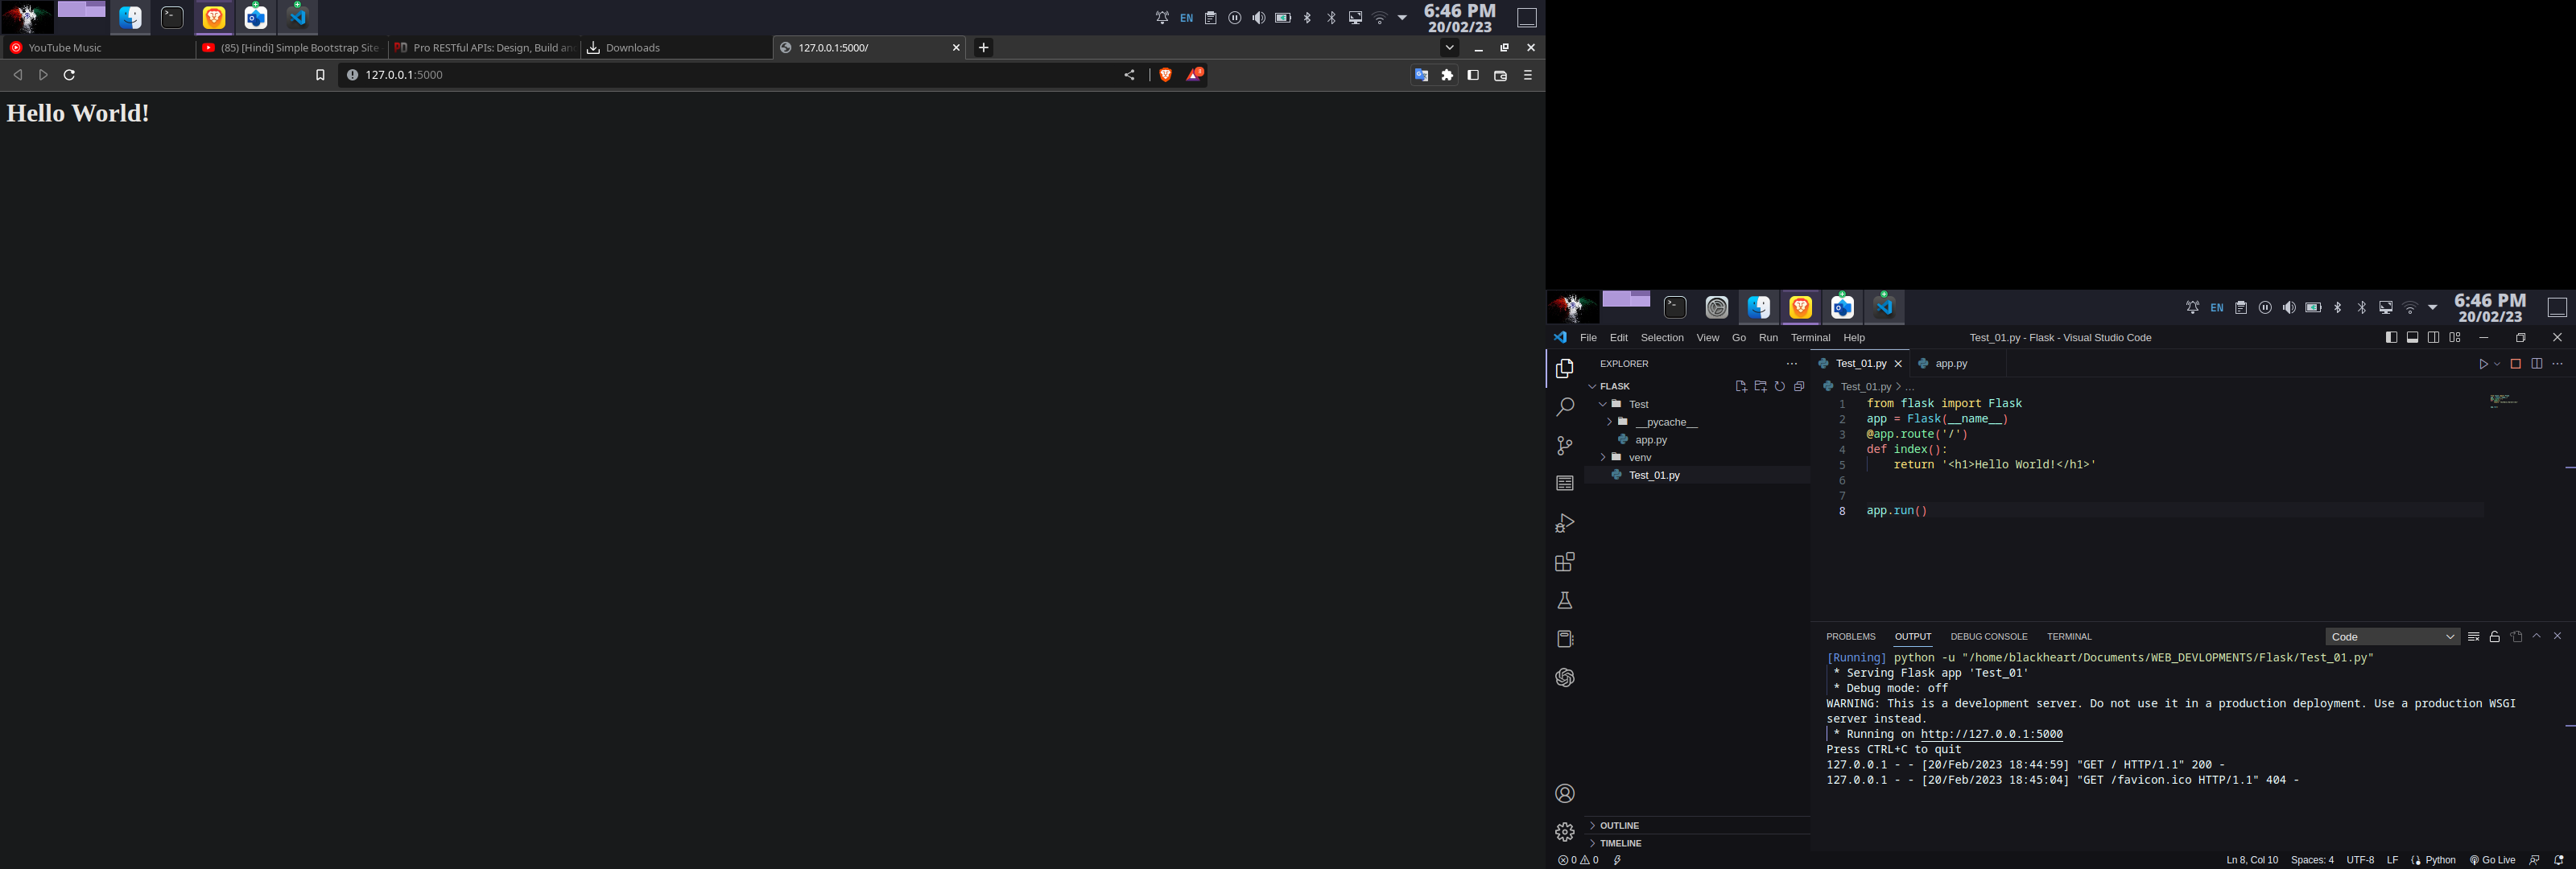 EN
6:46 PM
20/02/23
YouTube Music
(85) [Hindi] Simple Bootstrap Site
Pro RESTful APIs: Design, Build an
Downloads
127.0.0.1:5000/
127.0.0.1:5000
Hello World!
EN
6:46 PM
20/02/23
File Edit Selection View Go Run Terminal Help
Test_01.py - Flask - Visual Studio Code
EXPLORER
FLASK
Test
__pycache__
app.py
venv
Test_01.py
OUTLINE
TIMELINE
Test_01.py
app.py
Test_01.py > ...
1 from flask import Flask
2 app = Flask(__name__)
3 @app.route('/')
4 def index():
5     return '<h1>Hello World!</h1>'
6
7
8 app.run()
PROBLEMS OUTPUT DEBUG CONSOLE TERMINAL
Code
[Running] python -u "/home/blackheart/Documents/WEB_DEVLOPMENTS/Flask/Test_01.py"
 * Serving Flask app 'Test_01'
 * Debug mode: off
WARNING: This is a development server. Do not use it in a production deployment. Use a production WSGI
server instead.
 * Running on http://127.0.0.1:5000
Press CTRL+C to quit
127.0.0.1 - - [20/Feb/2023 18:44:59] "GET / HTTP/1.1" 200 -
127.0.0.1 - - [20/Feb/2023 18:45:04] "GET /favicon.ico HTTP/1.1" 404 -
0 0
Ln 8, Col 10 Spaces: 4 UTF-8 LF Python Go Live